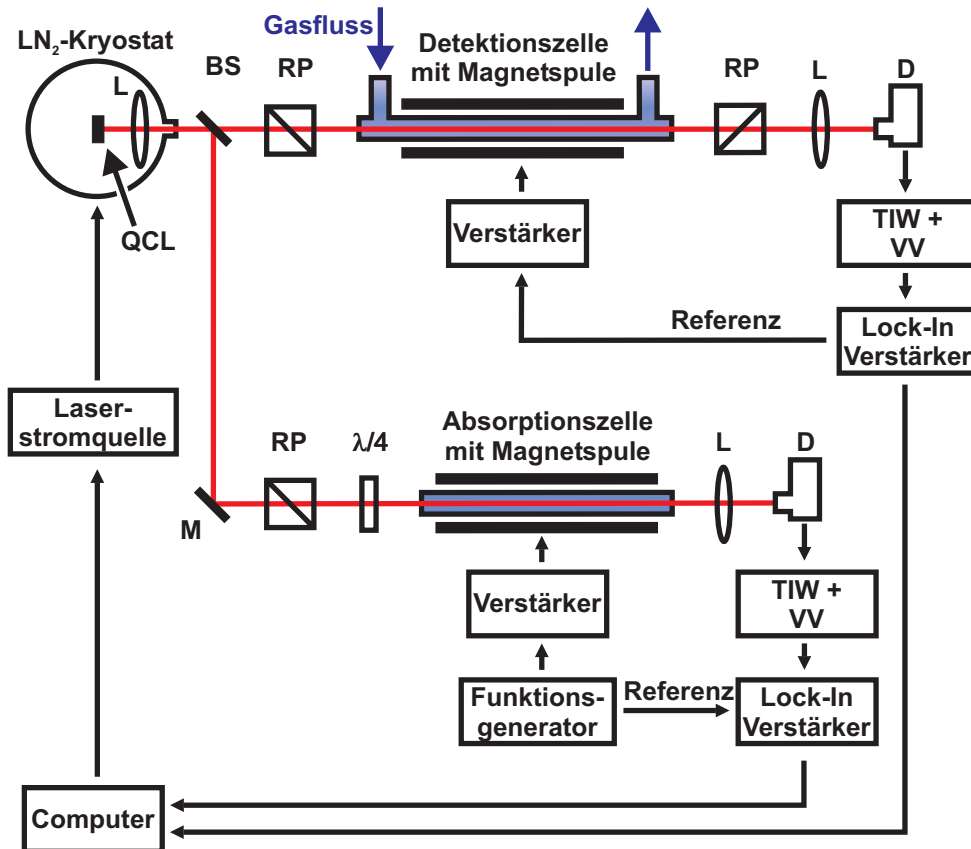 LN₂-Kryostat
L
QCL
BS
RP
Gasfluss
Detektionszelle
mit Magnetspule
RP
L
D
Verstärker
TIW +
VV
Referenz
Lock-In
Verstärker
Laser-
stromquelle
M
RP
λ/4
Absorptionszelle
mit Magnetspule
L
D
Verstärker
TIW +
VV
Funktions-
generator
Referenz
Lock-In
Verstärker
Computer